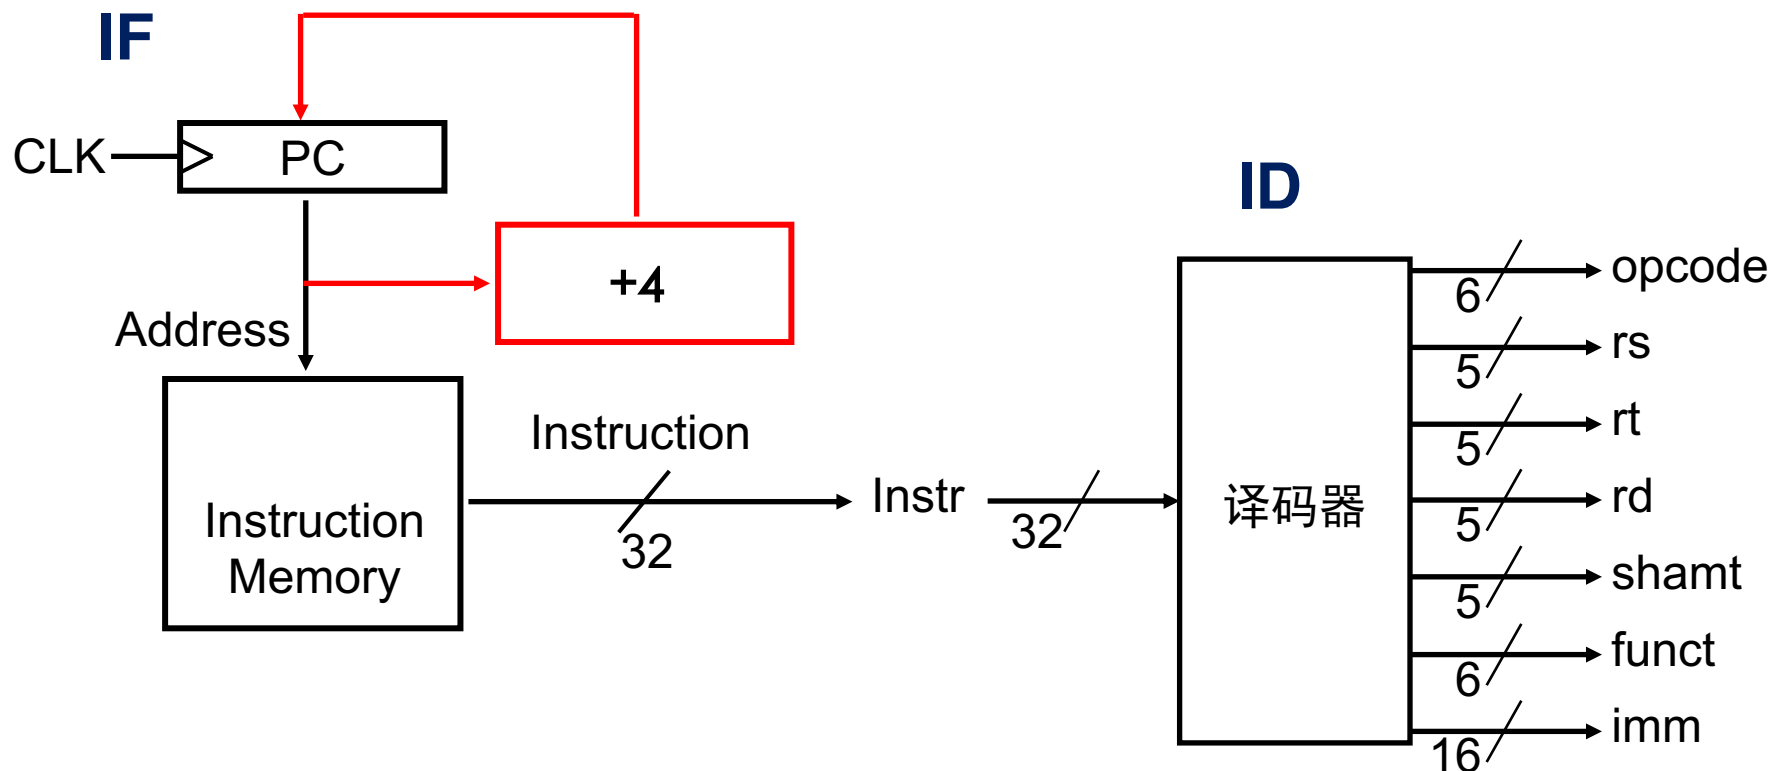 IF
CLK
PC
+4
Address
Instruction
Memory
Instruction
32
Instr
32
ID
译码器
6
opcode
5
rs
5
rt
5
rd
5
shamt
6
funct
16
imm